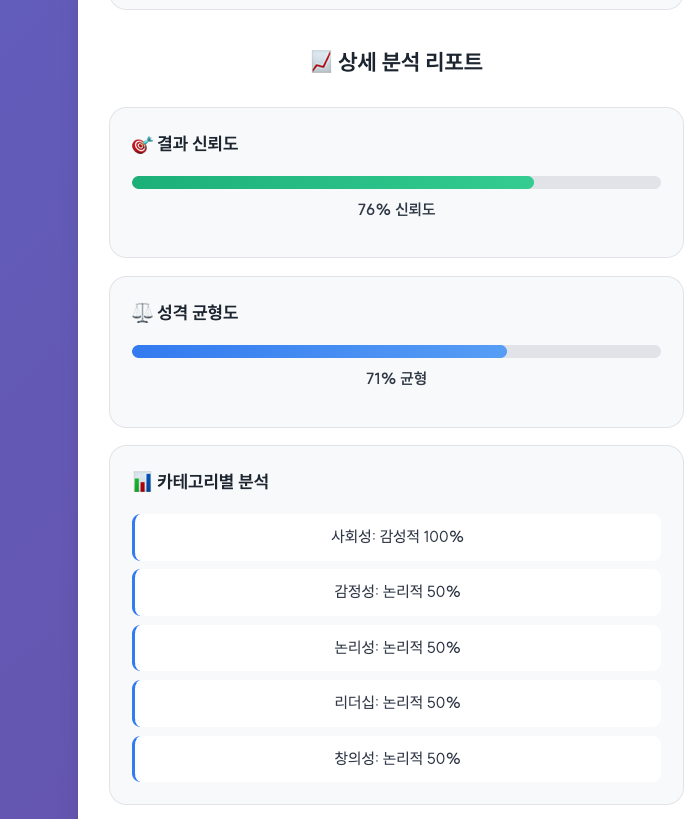 📈 상세 분석 리포트
🎯 결과 신뢰도
76% 신뢰도
⚖️ 성격 균형도
71% 균형
📊 카테고리별 분석
사회성: 감성적 100%
감정성: 논리적 50%
논리성: 논리적 50%
리더십: 논리적 50%
창의성: 논리적 50%